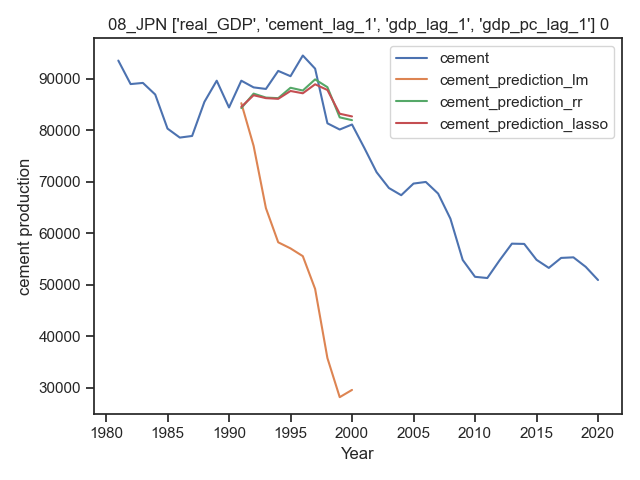 08_JPN ['real_GDP', 'cement_lag_1', 'gdp_lag_1', 'gdp_pc_lag_1'] 0
cement
cement_prediction_lm
cement_prediction_rr
cement_prediction_lasso
cement production
90000
80000
70000
60000
50000
40000
30000
1980 1985 1990 1995 2000 2005 2010 2015 2020
Year